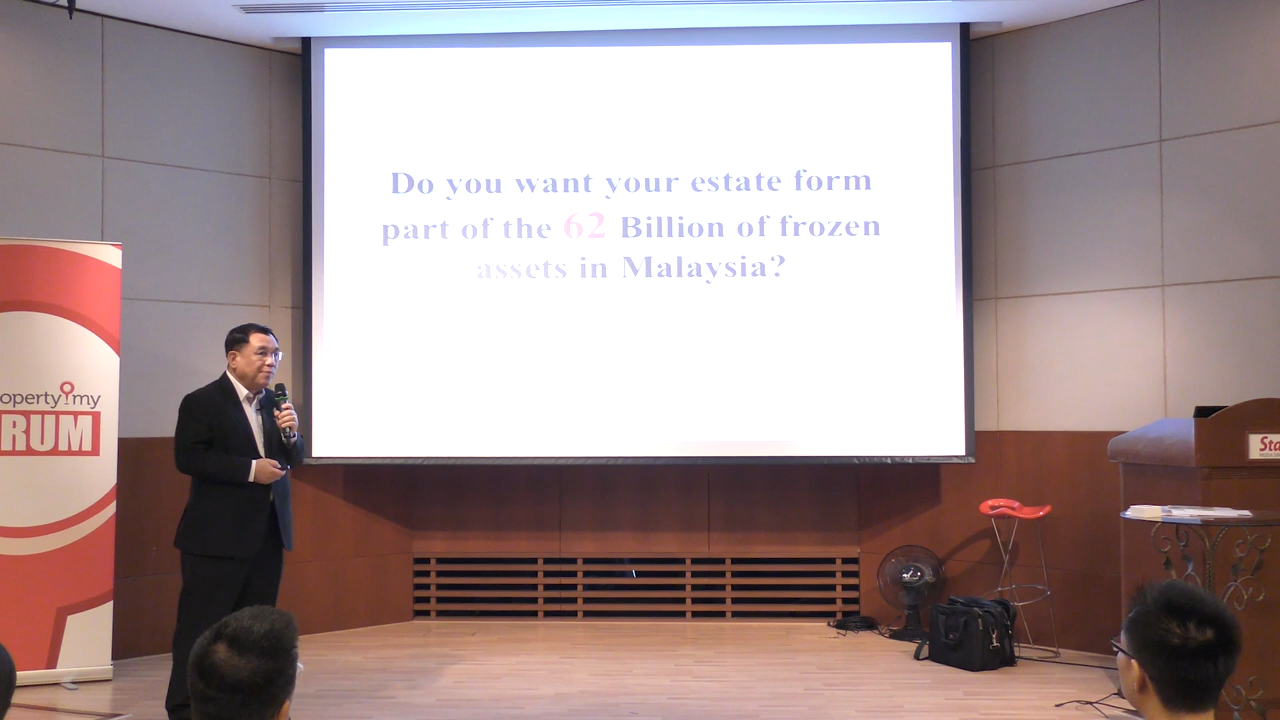 Do you want your estate form
part of the 62 Billion of frozen
assets in Malaysia?
operty my
RUM
Sta